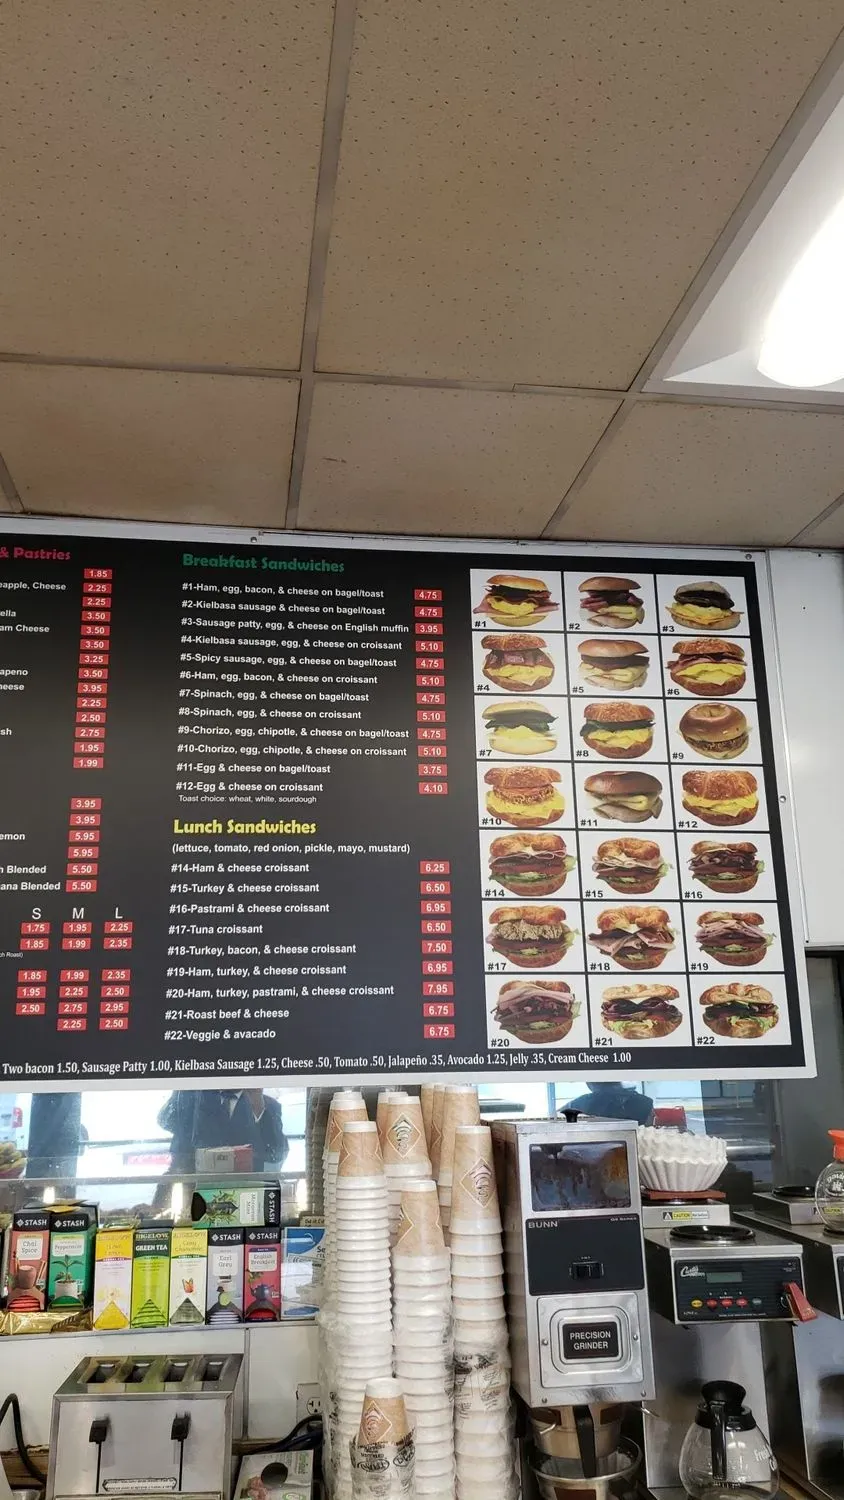 & Pastries
1.85
eapple, Cheese 2.25
2.25
ella 3.50
am Cheese 3.50
3.50
3.25
apeno 3.50
heese 3.95
2.25
2.50
sh 2.75
1.95
1.99
3.95
3.95
emon 5.95
5.95
h Blended 5.50
ana Blended 5.50
S M L
1.75 1.95 2.25
1.85 1.99 2.35
ch Roast)
1.85 1.99 2.35
1.95 2.25 2.50
2.50 2.75 2.95
2.25 2.50
Breakfast Sandwiches
#1-Ham, egg, bacon, & cheese on bagel/toast 4.75
#2-Kielbasa sausage & cheese on bagel/toast 4.75
#3-Sausage patty, egg, & cheese on English muffin 3.95
#4-Kielbasa sausage, egg, & cheese on croissant 5.10
#5-Spicy sausage, egg, & cheese on bagel/toast 4.75
#6-Ham, egg, bacon, & cheese on croissant 5.10
#7-Spinach, egg, & cheese on bagel/toast 4.75
#8-Spinach, egg, & cheese on croissant 5.10
#9-Chorizo, egg, chipotle, & cheese on bagel/toast 4.75
#10-Chorizo, egg, chipotle, & cheese on croissant 5.10
#11-Egg & cheese on bagel/toast 3.75
#12-Egg & cheese on croissant 4.10
Toast choice: wheat, white, sourdough
Lunch Sandwiches
(lettuce, tomato, red onion, pickle, mayo, mustard)
#14-Ham & cheese croissant 6.25
#15-Turkey & cheese croissant 6.50
#16-Pastrami & cheese croissant 6.95
#17-Tuna croissant 6.50
#18-Turkey, bacon, & cheese croissant 7.50
#19-Ham, turkey, & cheese croissant 6.95
#20-Ham, turkey, pastrami, & cheese croissant 7.95
#21-Roast beef & cheese 6.75
#22-Veggie & avacado 6.75
#1 #2 #3
#4 #5 #6
#7 #8 #9
#10 #11 #12
#14 #15 #16
#17 #18 #19
#20 #21 #22
Two bacon 1.50, Sausage Patty 1.00, Kielbasa Sausage 1.25, Cheese .50, Tomato .50, Jalapeño .35, Avocado 1.25, Jelly .35, Cream Cheese 1.00
STASH
STASH
STASH
STASH
STASH
Chai
Spice
Peppermint
BIGELOW
GREEN TEA
Chamomile
Earl
Grey
English
Breakfast
BUNN
PRECISION
GRINDER
CAUTION
CAUTION
Curtis